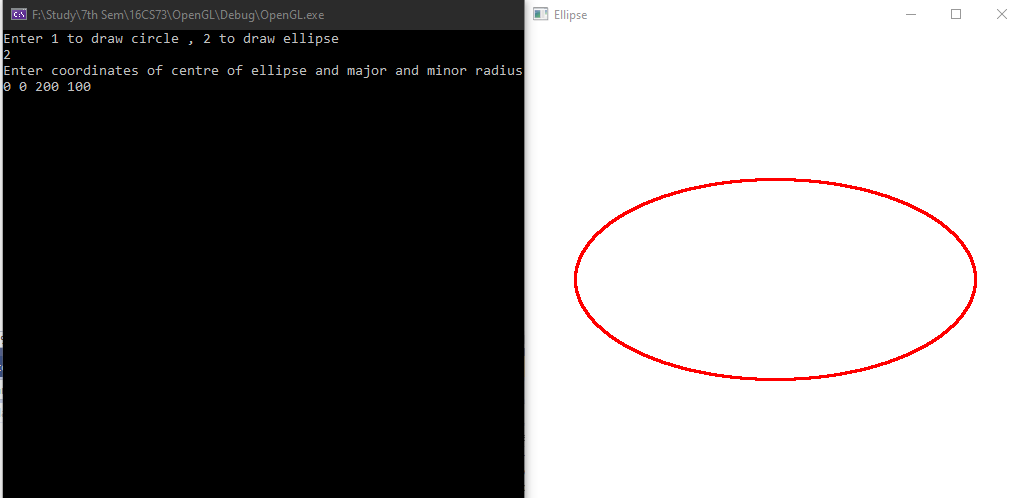 F:\Study\7th Sem\16CS73\OpenGL\Debug\OpenGL.exe
Enter 1 to draw circle , 2 to draw ellipse
2
Enter coordinates of centre of ellipse and major and minor radius
0 0 200 100
Ellipse